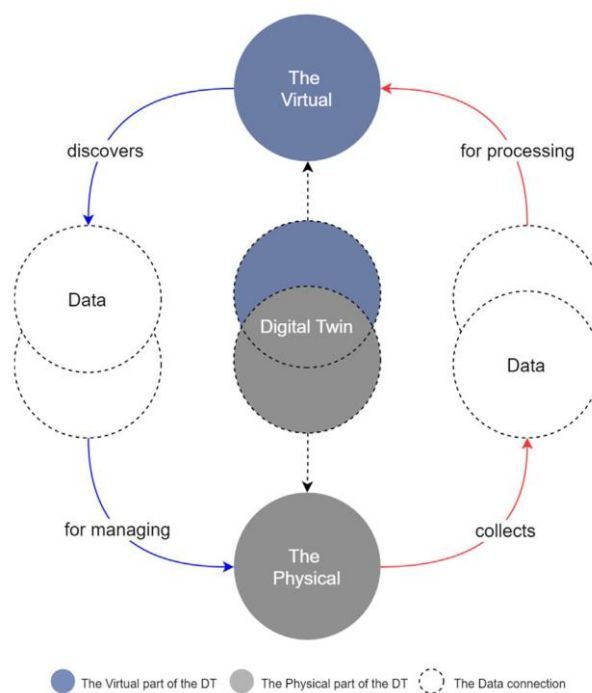 The
Virtual
discovers
for processing
Data
Digital Twin
Data
for managing
collects
The
Physical
The Virtual part of the DT
The Physical part of the DT
The Data connection